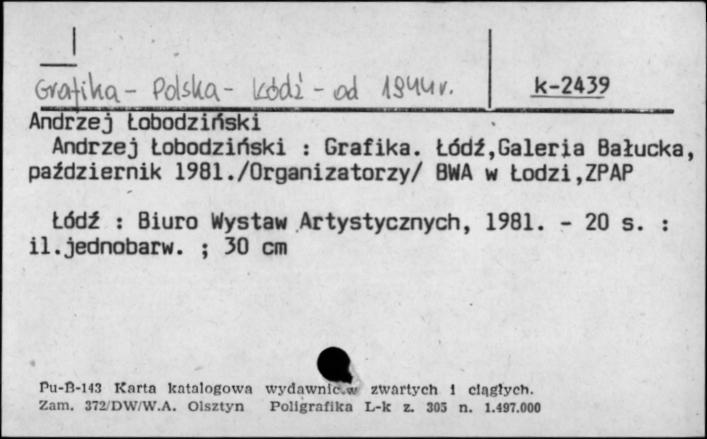 Grafika - Polska - Łódź - od 1944r.
k-2439
Andrzej Łobodziński
Andrzej Łobodziński : Grafika. Łódź,Galeria Bałucka,
październik 1981./Organizatorzy/ BWA w Łodzi,ZPAP
Łódź : Biuro Wystaw Artystycznych, 1981. - 20 s. :
il.jednobarw. ; 30 cm
Pu-B-143 Karta katalogowa wydawnic.w zwartych i ciągłych.
Zam. 372/DW/W.A. Olsztyn Poligrafika L-k z. 305 n. 1.497.000